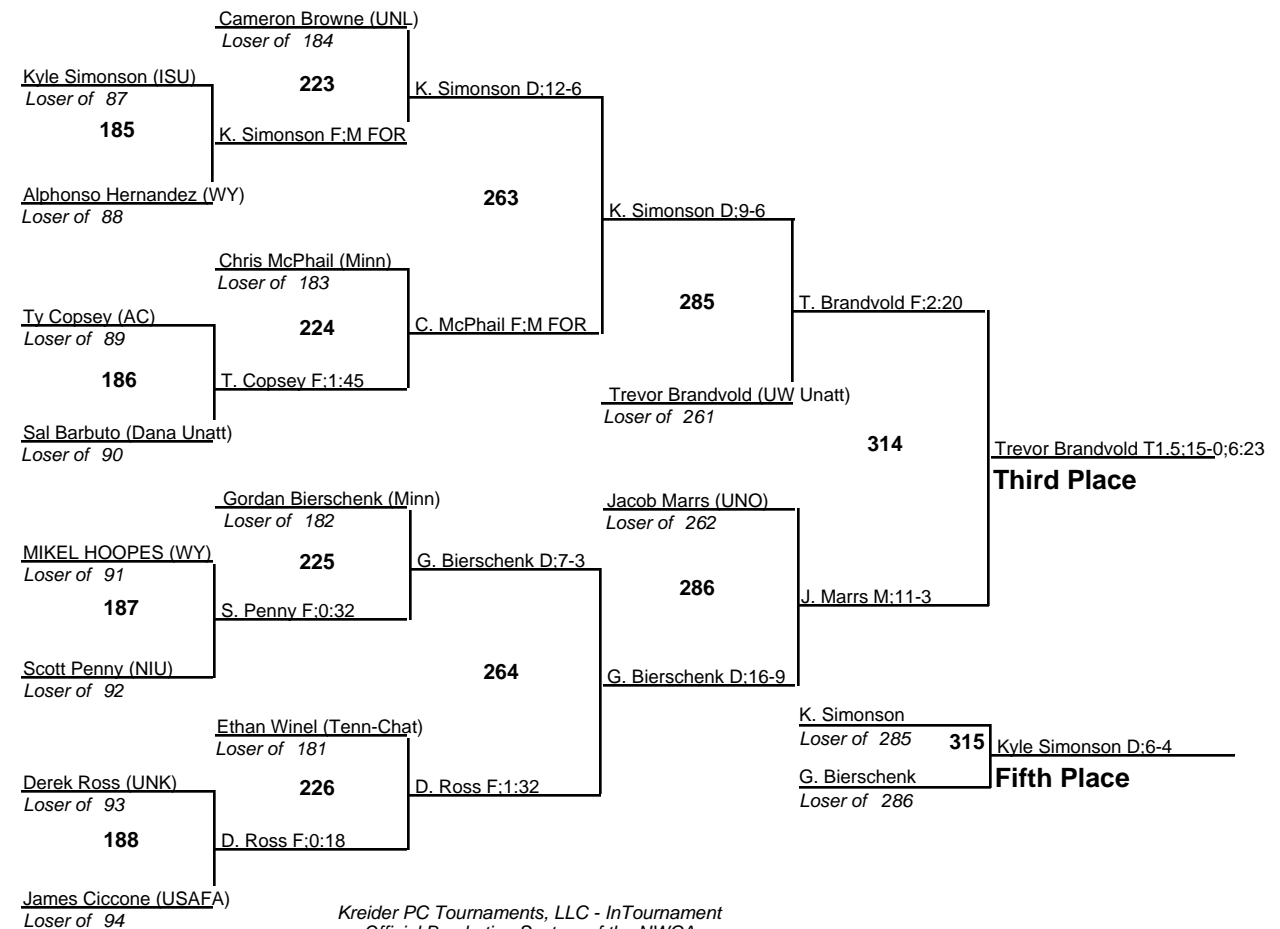 Cameron Browne (UNL)
Loser of 184
Kyle Simonson (ISU)
Loser of 87
223
K. Simonson D;12-6
185
K. Simonson F;M FOR
Alphonso Hernandez (WY)
Loser of 88
263
K. Simonson D;9-6
Chris McPhail (Minn)
Loser of 183
Ty Copsey (AC)
Loser of 89
224
C. McPhail F;M FOR
285
T. Brandvold F;2:20
186
T. Copsey F;1:45
Trevor Brandvold (UW Unatt)
Loser of 261
Sal Barbuto (Dana Unatt)
Loser of 90
314
Trevor Brandvold T1.5;15-0;6:23
Third Place
Gordan Bierschenk (Minn)
Loser of 182
Jacob Marrs (UNO)
Loser of 262
MIKEL HOOPES (WY)
Loser of 91
225
G. Bierschenk D;7-3
187
S. Penny F;0:32
286
J. Marrs M;11-3
Scott Penny (NIU)
Loser of 92
264
G. Bierschenk D;16-9
Ethan Winel (Tenn-Chat)
Loser of 181
K. Simonson
Loser of 285
315
Kyle Simonson D;6-4
Fifth Place
G. Bierschenk
Loser of 286
Derek Ross (UNK)
Loser of 93
226
D. Ross F;1:32
188
D. Ross F;0:18
James Ciccone (USAFA)
Loser of 94
Kreider PC Tournaments, LLC - InTournament
of the NWCA